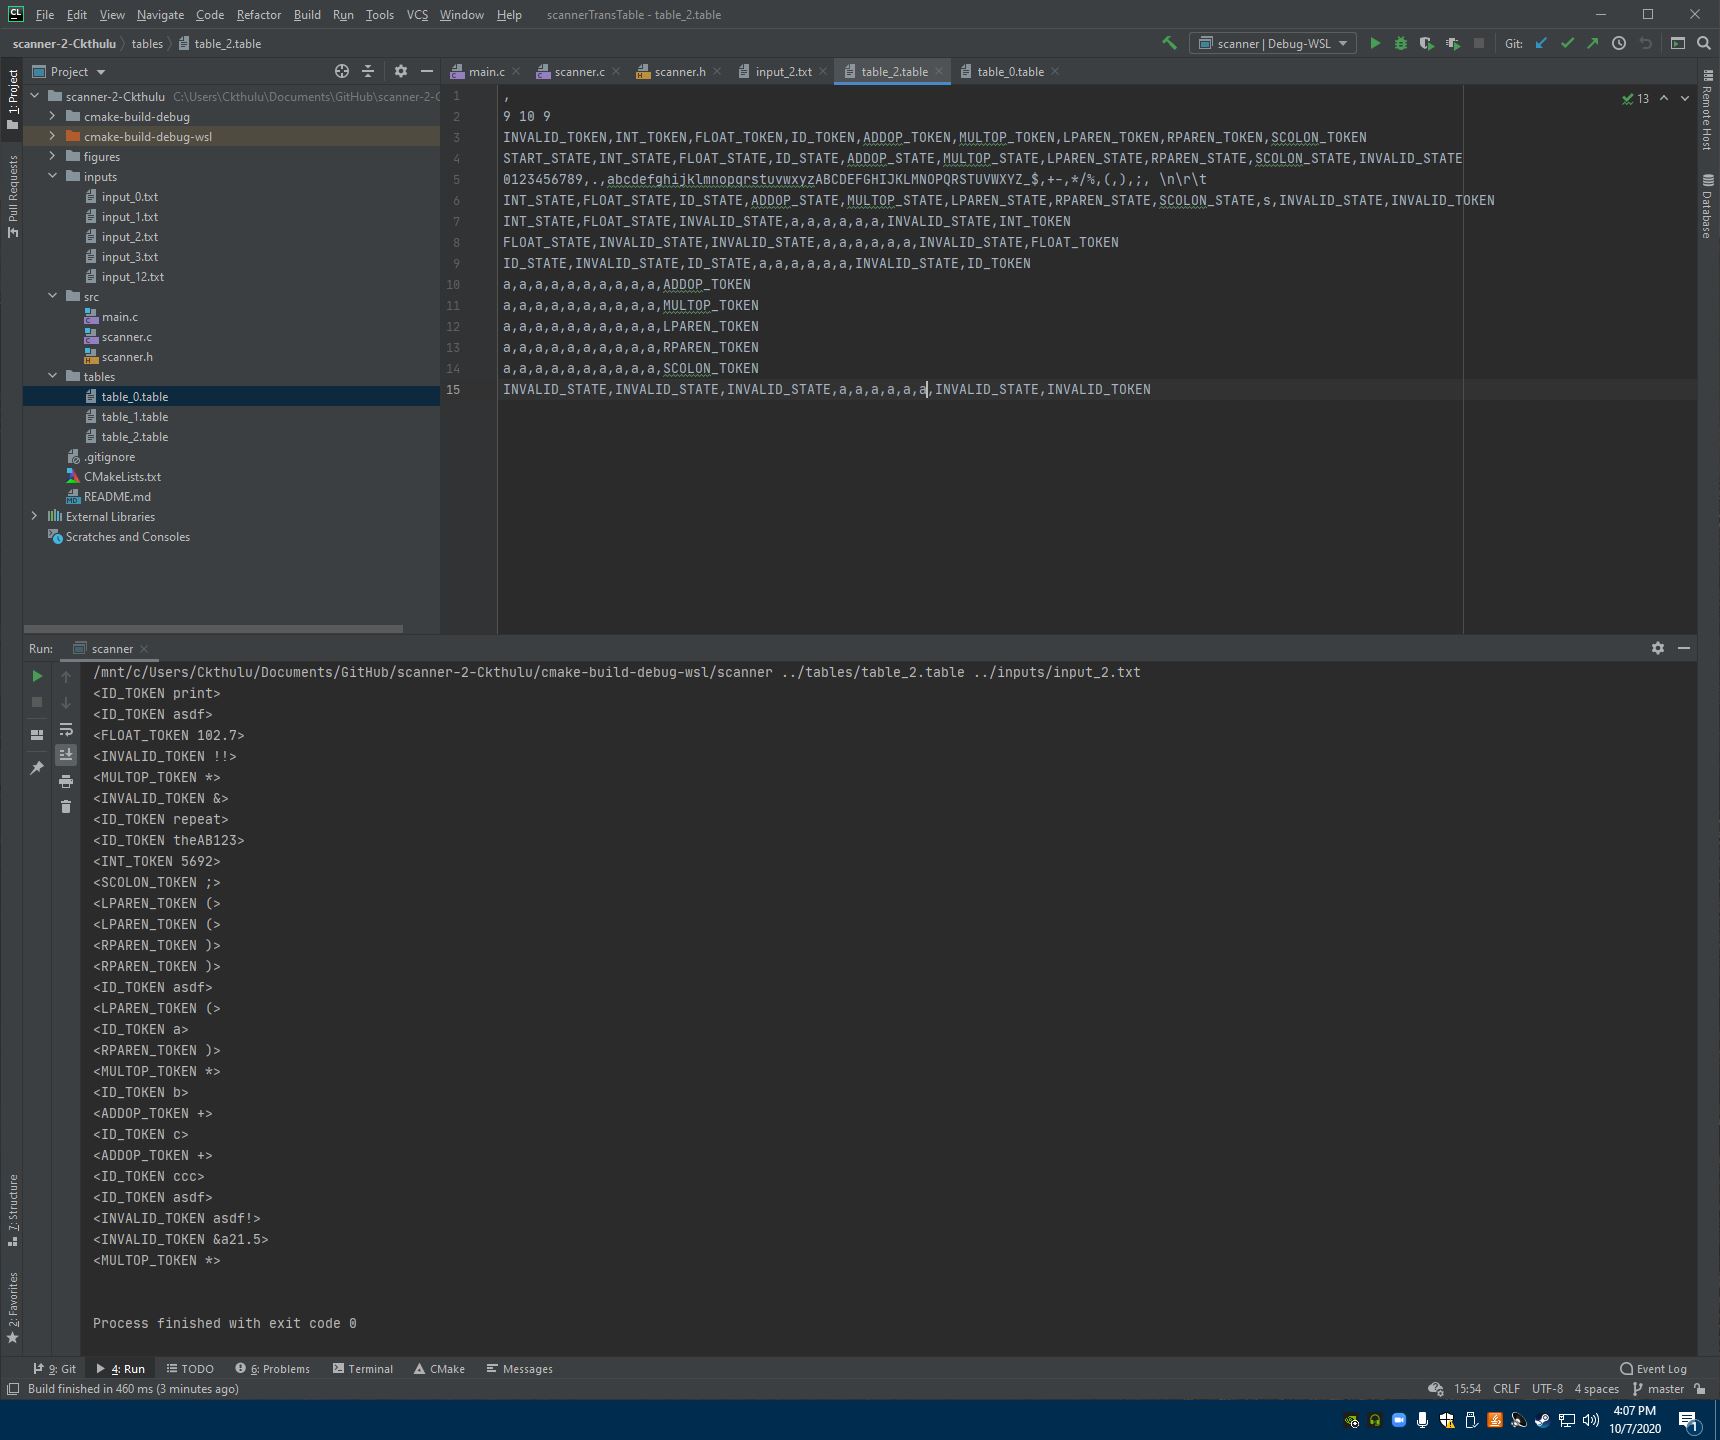 CL File Edit View Navigate Code Refactor Build Run Tools VCS Window Help scannerTransTable - table_2.table
scanner-2-Ckthulu tables table_2.table scanner | Debug-WSL Git:
Project
main.c scanner.c scanner.h input_2.txt table_2.table table_0.table
1: Project
Pull Requests
scanner-2-Ckthulu C:\Users\Ckthulu\Documents\GitHub\scanner-2-C
cmake-build-debug
cmake-build-debug-wsl
figures
inputs
input_0.txt
input_1.txt
input_2.txt
input_3.txt
input_12.txt
src
main.c
scanner.c
scanner.h
tables
table_0.table
table_1.table
table_2.table
.gitignore
CMakeLists.txt
README.md
External Libraries
Scratches and Consoles
13
Remote Host
Database
1 ,
2 9 10 9
3 INVALID_TOKEN,INT_TOKEN,FLOAT_TOKEN,ID_TOKEN,ADDOP_TOKEN,MULTOP_TOKEN,LPAREN_TOKEN,RPAREN_TOKEN,SCOLON_TOKEN
4 START_STATE,INT_STATE,FLOAT_STATE,ID_STATE,ADDOP_STATE,MULTOP_STATE,LPAREN_STATE,RPAREN_STATE,SCOLON_STATE,INVALID_STATE
5 0123456789,.,abcdefghijklmnopqrstuvwxyzABCDEFGHIJKLMNOPQRSTUVWXYZ_$,+-,*/%,(,),;, \n\r\t
6 INT_STATE,FLOAT_STATE,ID_STATE,ADDOP_STATE,MULTOP_STATE,LPAREN_STATE,RPAREN_STATE,SCOLON_STATE,s,INVALID_STATE,INVALID_TOKEN
7 INT_STATE,FLOAT_STATE,INVALID_STATE,a,a,a,a,a,a,INVALID_STATE,INT_TOKEN
8 FLOAT_STATE,INVALID_STATE,INVALID_STATE,a,a,a,a,a,a,INVALID_STATE,FLOAT_TOKEN
9 ID_STATE,INVALID_STATE,ID_STATE,a,a,a,a,a,a,INVALID_STATE,ID_TOKEN
10 a,a,a,a,a,a,a,a,a,a,ADDOP_TOKEN
11 a,a,a,a,a,a,a,a,a,a,MULTOP_TOKEN
12 a,a,a,a,a,a,a,a,a,a,LPAREN_TOKEN
13 a,a,a,a,a,a,a,a,a,a,RPAREN_TOKEN
14 a,a,a,a,a,a,a,a,a,a,SCOLON_TOKEN
15 INVALID_STATE,INVALID_STATE,INVALID_STATE,a,a,a,a,a,a,INVALID_STATE,INVALID_TOKEN
Run: scanner
/mnt/c/Users/Ckthulu/Documents/GitHub/scanner-2-Ckthulu/cmake-build-debug-wsl/scanner ../tables/table_2.table ../inputs/input_2.txt
<ID_TOKEN print>
<ID_TOKEN asdf>
<FLOAT_TOKEN 102.7>
<INVALID_TOKEN !!>
<MULTOP_TOKEN *>
<INVALID_TOKEN &>
<ID_TOKEN repeat>
<ID_TOKEN theAB123>
<INT_TOKEN 5692>
<SCOLON_TOKEN ;>
<LPAREN_TOKEN (>
<LPAREN_TOKEN (>
<RPAREN_TOKEN )>
<RPAREN_TOKEN )>
<ID_TOKEN asdf>
<LPAREN_TOKEN (>
<ID_TOKEN a>
<RPAREN_TOKEN )>
<MULTOP_TOKEN *>
<ID_TOKEN b>
<ADDOP_TOKEN +>
<ID_TOKEN c>
<ADDOP_TOKEN +>
<ID_TOKEN ccc>
<ID_TOKEN asdf>
<INVALID_TOKEN asdf!>
<INVALID_TOKEN &a21.5>
<MULTOP_TOKEN *>
Process finished with exit code 0
7: Structure
2: Favorites
9: Git 4: Run TODO 6: Problems Terminal CMake Messages Event Log
Build finished in 460 ms (3 minutes ago) 15:54 CRLF UTF-8 4 spaces master
4:07 PM
10/7/2020
1